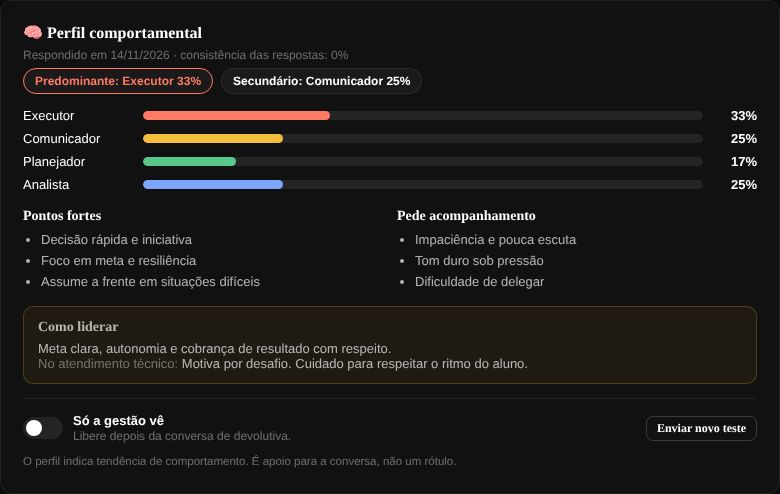 🧠 Perfil comportamental
Respondido em 14/11/2026 · consistência das respostas: 0%
Predominante: Executor 33% Secundário: Comunicador 25%
Executor 33%
Comunicador 25%
Planejador 17%
Analista 25%
Pontos fortes
• Decisão rápida e iniciativa
• Foco em meta e resiliência
• Assume a frente em situações difíceis
Pede acompanhamento
• Impaciência e pouca escuta
• Tom duro sob pressão
• Dificuldade de delegar
Como liderar
Meta clara, autonomia e cobrança de resultado com respeito.
No atendimento técnico: Motiva por desafio. Cuidado para respeitar o ritmo do aluno.
Só a gestão vê
Libere depois da conversa de devolutiva.
Enviar novo teste
O perfil indica tendência de comportamento. É apoio para a conversa, não um rótulo.